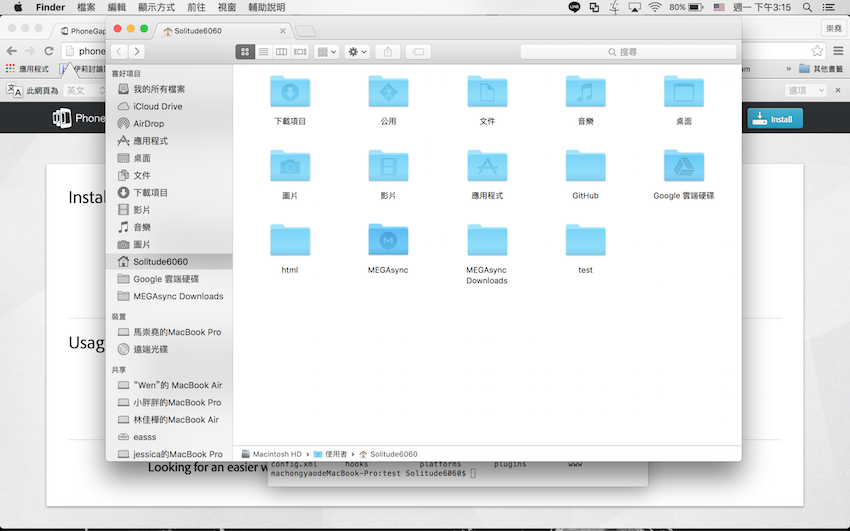 Finder 檔案 編輯 顯示方式 前往 視窗 輔助說明 LINE 80% 週一 下午3:15
PhoneGap
Solitude6060
崇堯
phone
搜尋
應用程式
伊莉討論
其他書籤
此網頁為 英文
選項
Phone
Install
Instal
Usag
喜好項目
我的所有檔案
iCloud Drive
AirDrop
應用程式
桌面
文件
下載項目
影片
音樂
圖片
Solitude6060
Google 雲端硬碟
MEGAsync Downloads
裝置
馬崇堯的MacBook Pro
遠端光碟
共享
“Wen”的 MacBook Air
小胖胖的MacBook Pro
林佳樺的MacBook Air
easss
jessica的MacBook Pro
下載項目 公用 文件 音樂 桌面
圖片 影片 應用程式 GitHub Google 雲端硬碟
html MEGAsync MEGAsync Downloads test
Macintosh HD › 使用者 › Solitude6060
Looking for an easier w
config.xml hooks platforms plugins www
machongyaodeMacBook-Pro:test Solitude6060$